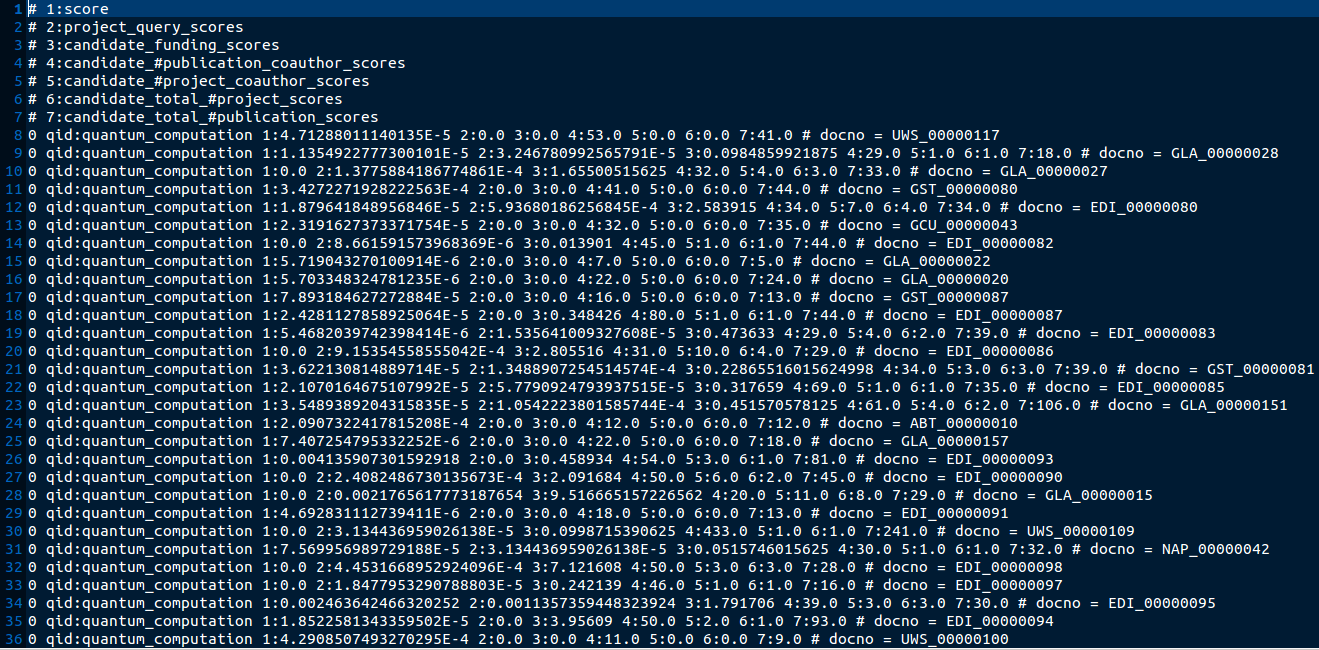 1 # 1:score
2 # 2:project_query_scores
3 # 3:candidate_funding_scores
4 # 4:candidate_#publication_coauthor_scores
5 # 5:candidate_#project_coauthor_scores
6 # 6:candidate_total_#project_scores
7 # 7:candidate_total_#publication_scores
8 0 qid:quantum_computation 1:4.71288011140135E-5 2:0.0 3:0.0 4:53.0 5:0.0 6:0.0 7:41.0 # docno = UWS_00000117
9 0 qid:quantum_computation 1:1.1354922777300101E-5 2:3.246780992565791E-5 3:0.0984859921875 4:29.0 5:1.0 6:1.0 7:18.0 # docno = GLA_00000028
10 0 qid:quantum_computation 1:0.0 2:1.3775884186774861E-4 3:1.65500515625 4:32.0 5:4.0 6:3.0 7:33.0 # docno = GLA_00000027
11 0 qid:quantum_computation 1:3.4272271928222563E-4 2:0.0 3:0.0 4:41.0 5:0.0 6:0.0 7:44.0 # docno = GST_00000080
12 0 qid:quantum_computation 1:1.879641848956846E-5 2:5.93680186256845E-4 3:2.583915 4:34.0 5:7.0 6:4.0 7:34.0 # docno = EDI_00000080
13 0 qid:quantum_computation 1:2.3191627373371754E-5 2:0.0 3:0.0 4:32.0 5:0.0 6:0.0 7:35.0 # docno = GCU_00000043
14 0 qid:quantum_computation 1:0.0 2:8.661591573968369E-6 3:0.013901 4:45.0 5:1.0 6:1.0 7:44.0 # docno = EDI_00000082
15 0 qid:quantum_computation 1:5.719043270100914E-6 2:0.0 3:0.0 4:7.0 5:0.0 6:0.0 7:5.0 # docno = GLA_00000022
16 0 qid:quantum_computation 1:5.703348324781235E-6 2:0.0 3:0.0 4:22.0 5:0.0 6:0.0 7:24.0 # docno = GLA_00000020
17 0 qid:quantum_computation 1:7.893184627272884E-5 2:0.0 3:0.0 4:16.0 5:0.0 6:0.0 7:13.0 # docno = GST_00000087
18 0 qid:quantum_computation 1:2.4281127858925064E-5 2:0.0 3:0.348426 4:80.0 5:1.0 6:1.0 7:44.0 # docno = EDI_00000087
19 0 qid:quantum_computation 1:5.4682039742398414E-6 2:1.535641009327608E-5 3:0.473633 4:29.0 5:4.0 6:2.0 7:39.0 # docno = EDI_00000083
20 0 qid:quantum_computation 1:0.0 2:9.15354558555042E-4 3:2.805516 4:31.0 5:10.0 6:4.0 7:29.0 # docno = EDI_00000086
21 0 qid:quantum_computation 1:3.622130814889714E-5 2:1.3488907254514574E-4 3:0.22865516015624998 4:34.0 5:3.0 6:3.0 7:39.0 # docno = GST_00000081
22 0 qid:quantum_computation 1:2.1070164675107992E-5 2:5.7790924793937515E-5 3:0.317659 4:69.0 5:1.0 6:1.0 7:35.0 # docno = EDI_00000085
23 0 qid:quantum_computation 1:3.5489389204315835E-5 2:1.0542223801585744E-4 3:0.451570578125 4:61.0 5:4.0 6:2.0 7:106.0 # docno = GLA_00000151
24 0 qid:quantum_computation 1:2.0907322417815208E-4 2:0.0 3:0.0 4:12.0 5:0.0 6:0.0 7:12.0 # docno = ABT_00000010
25 0 qid:quantum_computation 1:7.407254795332252E-6 2:0.0 3:0.0 4:22.0 5:0.0 6:0.0 7:18.0 # docno = GLA_00000157
26 0 qid:quantum_computation 1:0.004135907301592918 2:0.0 3:0.458934 4:54.0 5:3.0 6:1.0 7:81.0 # docno = EDI_00000093
27 0 qid:quantum_computation 1:0.0 2:2.4082486730135673E-4 3:2.091684 4:50.0 5:6.0 6:2.0 7:45.0 # docno = EDI_00000090
28 0 qid:quantum_computation 1:0.0 2:0.0021765617773187654 3:9.516665157226562 4:20.0 5:11.0 6:8.0 7:29.0 # docno = GLA_00000015
29 0 qid:quantum_computation 1:4.692831112739411E-6 2:0.0 3:0.0 4:18.0 5:0.0 6:0.0 7:13.0 # docno = EDI_00000091
30 0 qid:quantum_computation 1:0.0 2:3.134436959026138E-5 3:0.0998715390625 4:433.0 5:1.0 6:1.0 7:241.0 # docno = UWS_00000109
31 0 qid:quantum_computation 1:7.569956989729188E-5 2:3.134436959026138E-5 3:0.0515746015625 4:30.0 5:1.0 6:1.0 7:32.0 # docno = NAP_00000042
32 0 qid:quantum_computation 1:0.0 2:4.4531668952924096E-4 3:7.121608 4:50.0 5:3.0 6:3.0 7:28.0 # docno = EDI_00000098
33 0 qid:quantum_computation 1:0.0 2:1.8477953290788803E-5 3:0.242139 4:46.0 5:1.0 6:1.0 7:16.0 # docno = EDI_00000097
34 0 qid:quantum_computation 1:0.002463642466320252 2:0.0011357359448323924 3:1.791706 4:39.0 5:3.0 6:3.0 7:30.0 # docno = EDI_00000095
35 0 qid:quantum_computation 1:1.8522581343359502E-5 2:0.0 3:3.95609 4:50.0 5:2.0 6:1.0 7:93.0 # docno = EDI_00000094
36 0 qid:quantum_computation 1:4.2908507493270295E-4 2:0.0 3:0.0 4:11.0 5:0.0 6:0.0 7:9.0 # docno = UWS_00000100